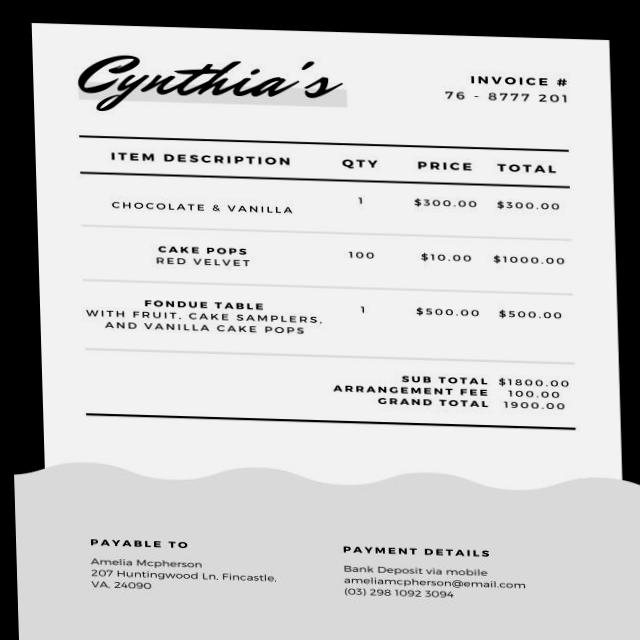 Cynthia's
INVOICE #
76 - 8777 201
ITEM DESCRIPTION QTY PRICE TOTAL
CHOCOLATE & VANILLA 1 $300.00 $300.00
CAKE POPS
RED VELVET 100 $10.00 $1000.00
FONDUE TABLE
WITH FRUIT, CAKE SAMPLERS, 1 $500.00 $500.00
AND VANILLA CAKE POPS
SUB TOTAL $1800.00
ARRANGEMENT FEE 100.00
GRAND TOTAL 1900.00
PAYABLE TO
Amelia Mcpherson
207 Huntingwood Ln, Fincastle,
VA, 24090
PAYMENT DETAILS
Bank Deposit via mobile
ameliamcpherson@email.com
(03) 298 1092 3094